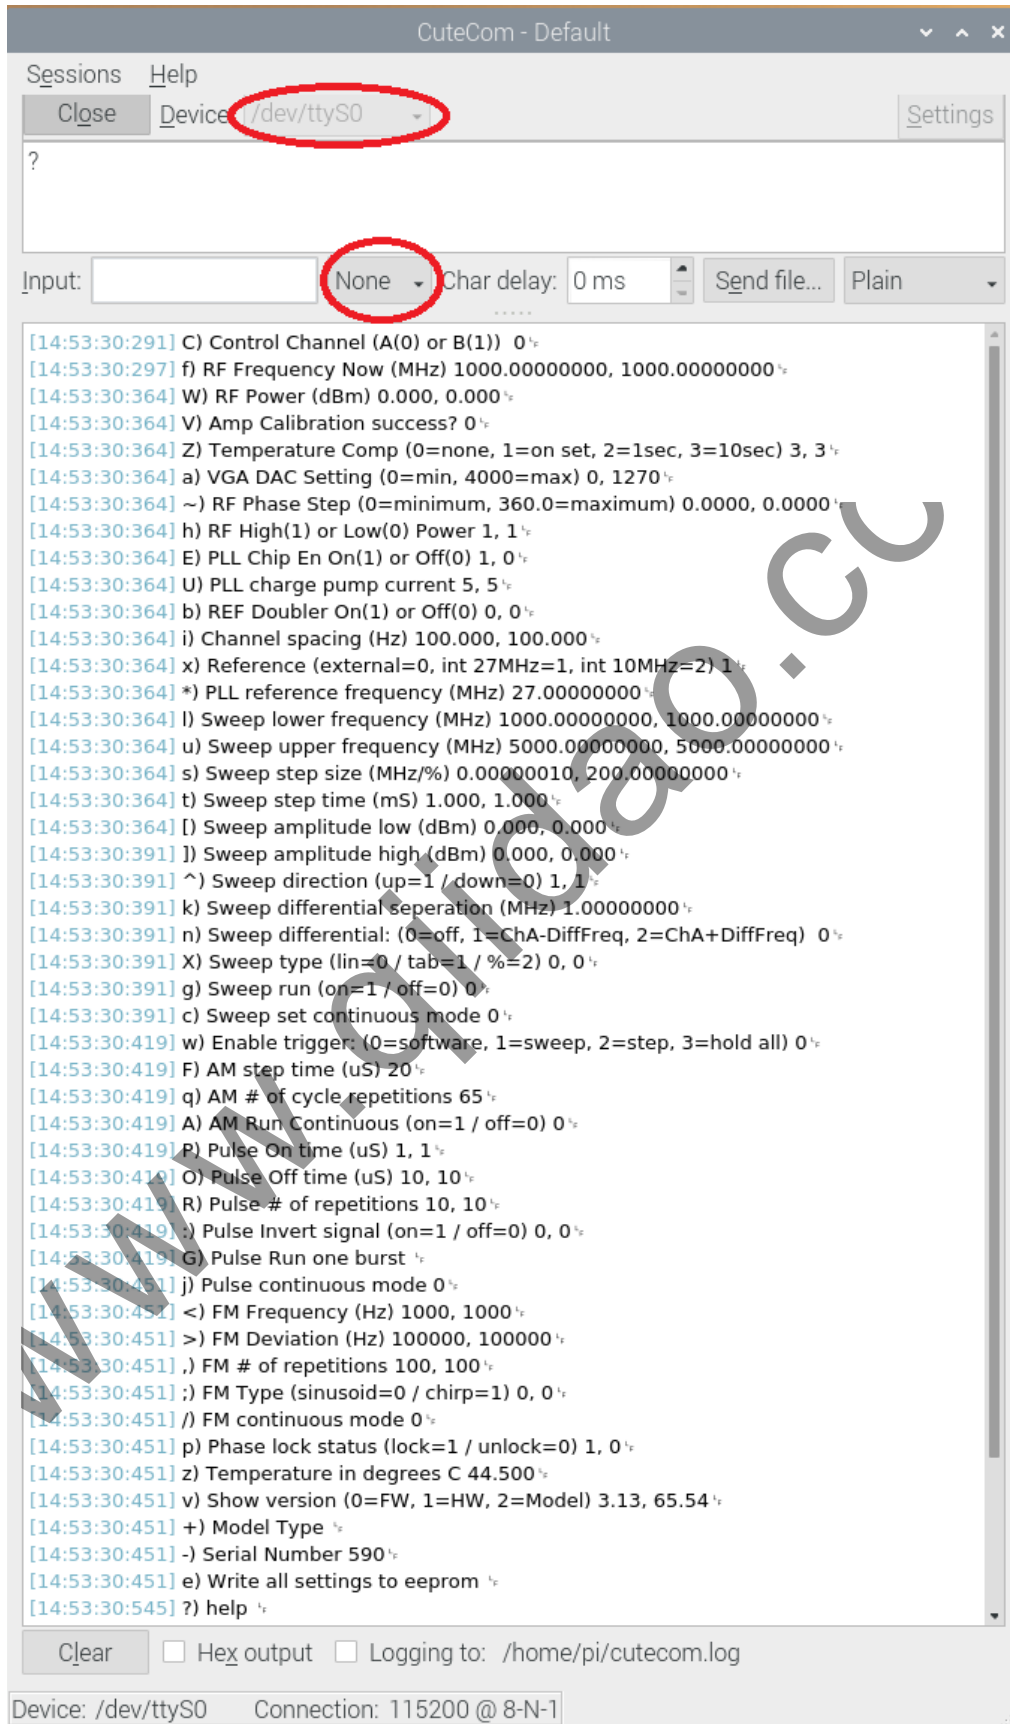 CuteCom - Default
Sessions Help
Close Device /dev/ttyS0 Settings
?
Input: None Char delay: 0 ms Send file... Plain
[14:53:30:291] C) Control Channel (A(0) or B(1))  0
[14:53:30:297] f) RF Frequency Now (MHz) 1000.00000000, 1000.00000000
[14:53:30:364] W) RF Power (dBm) 0.000, 0.000
[14:53:30:364] V) Amp Calibration success? 0
[14:53:30:364] Z) Temperature Comp (0=none, 1=on set, 2=1sec, 3=10sec) 3, 3
[14:53:30:364] a) VGA DAC Setting (0=min, 4000=max) 0, 1270
[14:53:30:364] ~) RF Phase Step (0=minimum, 360.0=maximum) 0.0000, 0.0000
[14:53:30:364] h) RF High(1) or Low(0) Power 1, 1
[14:53:30:364] E) PLL Chip En On(1) or Off(0) 1, 0
[14:53:30:364] U) PLL charge pump current 5, 5
[14:53:30:364] b) REF Doubler On(1) or Off(0) 0, 0
[14:53:30:364] i) Channel spacing (Hz) 100.000, 100.000
[14:53:30:364] x) Reference (external=0, int 27MHz=1, int 10MHz=2) 1
[14:53:30:364] *) PLL reference frequency (MHz) 27.00000000
[14:53:30:364] l) Sweep lower frequency (MHz) 1000.00000000, 1000.00000000
[14:53:30:364] u) Sweep upper frequency (MHz) 5000.00000000, 5000.00000000
[14:53:30:364] s) Sweep step size (MHz/%) 0.00000010, 200.00000000
[14:53:30:364] t) Sweep step time (mS) 1.000, 1.000
[14:53:30:364] [) Sweep amplitude low (dBm) 0.000, 0.000
[14:53:30:391] ]) Sweep amplitude high (dBm) 0.000, 0.000
[14:53:30:391] ^) Sweep direction (up=1 / down=0) 1, 1
[14:53:30:391] k) Sweep differential seperation (MHz) 1.00000000
[14:53:30:391] n) Sweep differential: (0=off, 1=ChA-DiffFreq, 2=ChA+DiffFreq)  0
[14:53:30:391] X) Sweep type (lin=0 / tab=1 / %=2) 0, 0
[14:53:30:391] g) Sweep run (on=1 / off=0) 0
[14:53:30:391] c) Sweep set continuous mode 0
[14:53:30:419] w) Enable trigger: (0=software, 1=sweep, 2=step, 3=hold all) 0
[14:53:30:419] F) AM step time (uS) 20
[14:53:30:419] q) AM # of cycle repetitions 65
[14:53:30:419] A) AM Run Continuous (on=1 / off=0) 0
[14:53:30:419] P) Pulse On time (uS) 1, 1
[14:53:30:419] O) Pulse Off time (uS) 10, 10
[14:53:30:419] R) Pulse # of repetitions 10, 10
[14:53:30:419] :) Pulse Invert signal (on=1 / off=0) 0, 0
[14:53:30:419] G) Pulse Run one burst
[14:53:30:451] j) Pulse continuous mode 0
[14:53:30:451] <) FM Frequency (Hz) 1000, 1000
[14:53:30:451] >) FM Deviation (Hz) 100000, 100000
[14:53:30:451] ,) FM # of repetitions 100, 100
[14:53:30:451] ;) FM Type (sinusoid=0 / chirp=1) 0, 0
[14:53:30:451] /) FM continuous mode 0
[14:53:30:451] p) Phase lock status (lock=1 / unlock=0) 1, 0
[14:53:30:451] z) Temperature in degrees C 44.500
[14:53:30:451] v) Show version (0=FW, 1=HW, 2=Model) 3.13, 65.54
[14:53:30:451] +) Model Type
[14:53:30:451] -) Serial Number 590
[14:53:30:451] e) Write all settings to eeprom
[14:53:30:545] ?) help
Clear Hex output Logging to: /home/pi/cutecom.log
Device: /dev/ttyS0 Connection: 115200 @ 8-N-1
www.qjidao.co